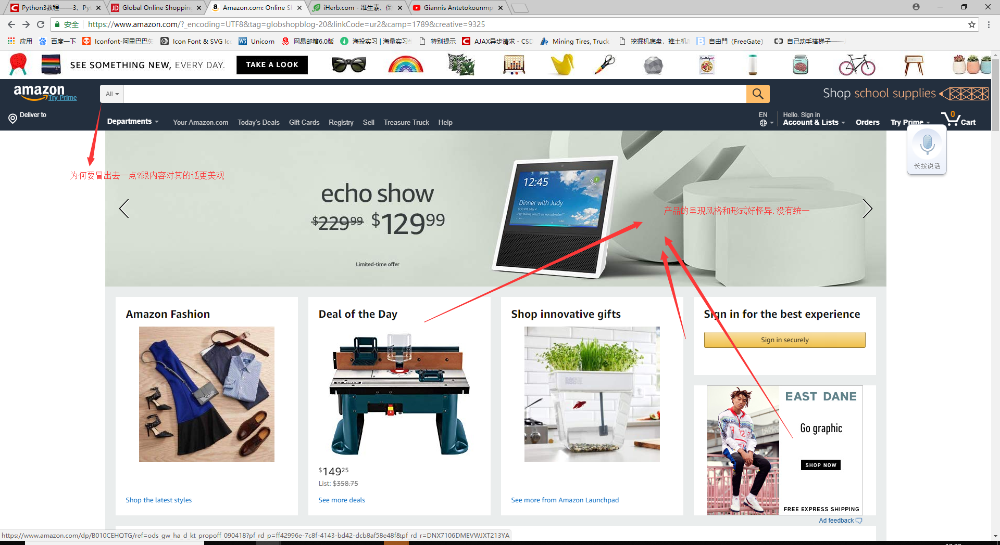 Python3教程——3、Pyt
Global Online Shopping
Amazon.com: Online Sh
iHerb.com - 维生素、保
Giannis Antetokounmp
安全
https://www.amazon.com/?_encoding=UTF8&tag=globshopblog-20&linkCode=ur2&camp=1789&creative=9325
应用
百度一下
Iconfont-阿里巴巴矢
Icon Font & SVG Ic
W3
Unicorn
网易邮箱6.0版
海投实习 | 海量实习生
特别提示
AJAX异步请求 - CSD
Mining Tires, Truck
挖掘机底盘，推土机底
自由門（FreeGate）
自己动手搭梯子——
SEE SOMETHING NEW, EVERY DAY.
TAKE A LOOK
amazon
Try Prime
All
Shop school supplies
Deliver to
Departments
Your Amazon.com
Today's Deals
Gift Cards
Registry
Sell
Treasure Truck
Help
EN
Hello. Sign in
Account & Lists
Orders
Try Prime
0
Cart
长按说话
为何要冒出去一点?跟内容对其的话更美观
echo show
$229.99 $129.99
Limited-time offer
12:45
Dinner with Judy
产品的呈现风格和形式好怪异.没有统一
Amazon Fashion
Deal of the Day
Shop innovative gifts
Sign in for the best experience
Sign in securely
BOSCH
BACK TO THE ROOTS
EAST DANE
Go graphic
SHOP NOW
FREE EXPRESS SHIPPING
$149.25
List: $358.75
Shop the latest styles
See more deals
See more from Amazon Launchpad
Ad feedback
https://www.amazon.com/dp/B010CEHQTG/ref=ods_gw_ha_d_kt_propoff_090418?pf_rd_p=ff42996e-7c8f-4143-bd42-dcb8af58e48f&pf_rd_r=DNX7106DMEVWJXT213YA